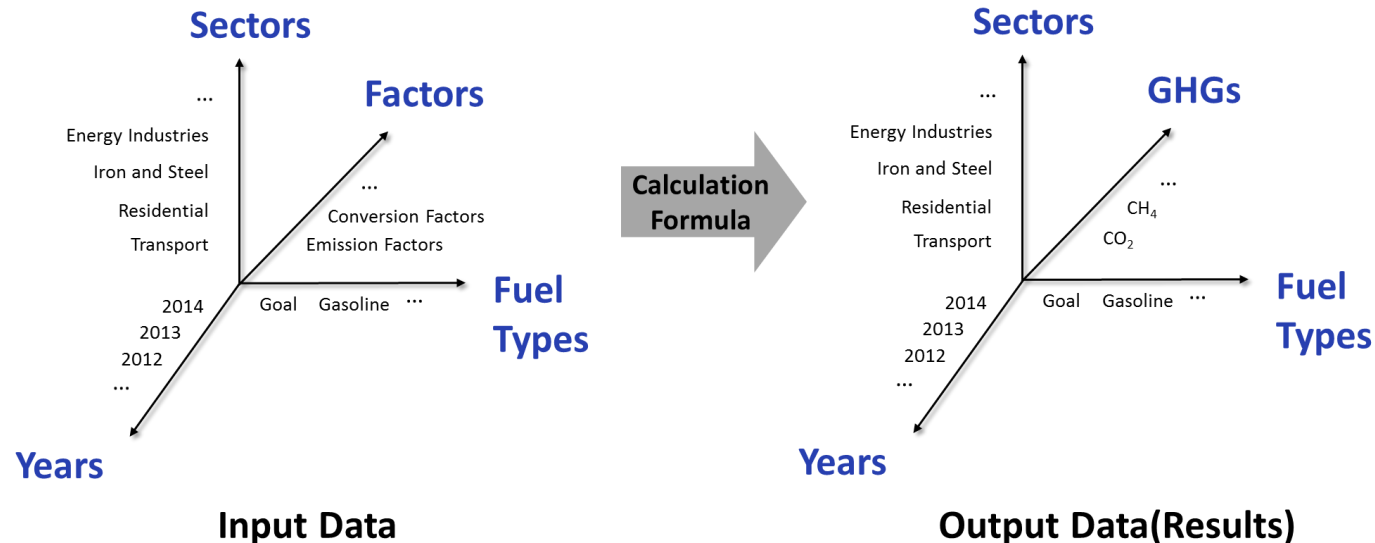 Sectors
Factors
...
Energy Industries
Iron and Steel
Residential
Transport
...
Conversion Factors
Emission Factors
Goal Gasoline ...
Fuel
Types
2014
2013
2012
...
Years
Input Data
Calculation
Formula
Sectors
GHGs
...
Energy Industries
Iron and Steel
Residential
Transport
...
CH₄
CO₂
Goal Gasoline ...
Fuel
Types
2014
2013
2012
...
Years
Output Data(Results)